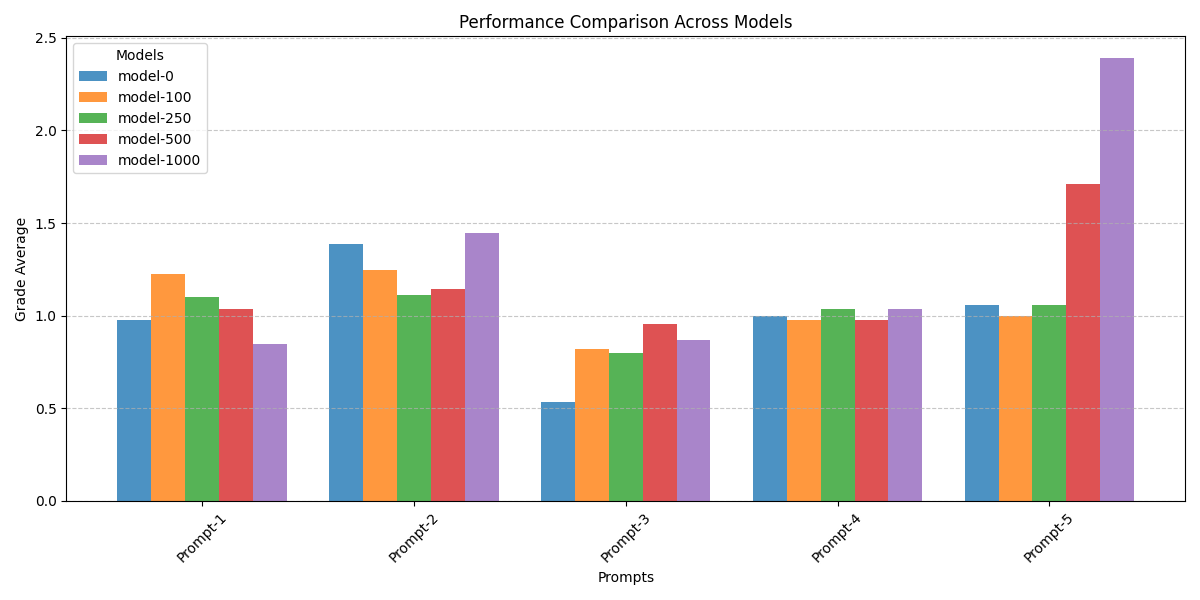 Performance Comparison Across Models
Models
model-0
model-100
model-250
model-500
model-1000
Grade Average
2.5
2.0
1.5
1.0
0.5
0.0
Prompt-1
Prompt-2
Prompt-3
Prompt-4
Prompt-5
Prompts